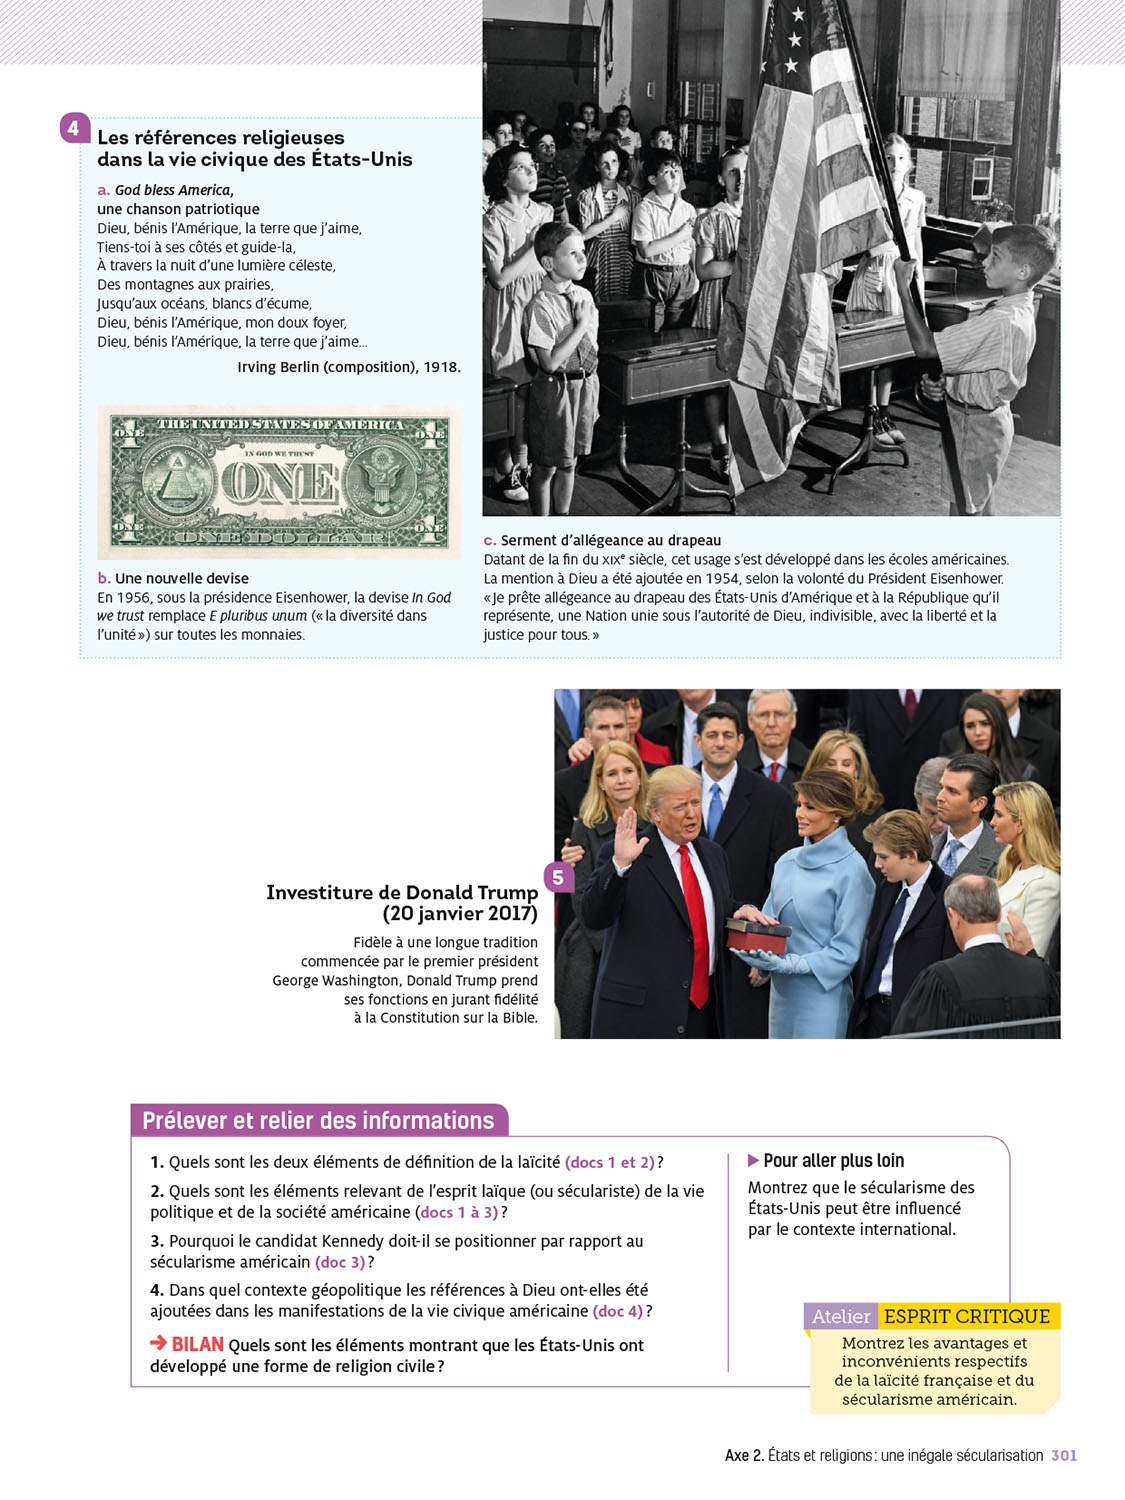 4
Les références religieuses
dans la vie civique des États-Unis
a. God bless America,
une chanson patriotique
Dieu, bénis l'Amérique, la terre que j'aime,
Tiens-toi à ses côtés et guide-la,
À travers la nuit d'une lumière céleste,
Des montagnes aux prairies,
Jusqu'aux océans, blancs d'écume,
Dieu, bénis l'Amérique, mon doux foyer,
Dieu, bénis l'Amérique, la terre que j'aime...
Irving Berlin (composition), 1918.
THE UNITED STATES OF AMERICA
1 ONE
ONE 1
IN GOD WE TRUST
ONE
ONE 1
ONE 1
ONE DOLLAR
b. Une nouvelle devise
En 1956, sous la présidence Eisenhower, la devise In God
we trust remplace E pluribus unum (« la diversité dans
l'unité ») sur toutes les monnaies.
c. Serment d'allégeance au drapeau
Datant de la fin du XIXe siècle, cet usage s'est développé dans les écoles américaines.
La mention à Dieu a été ajoutée en 1954, selon la volonté du Président Eisenhower.
« Je prête allégeance au drapeau des États-Unis d'Amérique et à la République qu'il
représente, une Nation unie sous l'autorité de Dieu, indivisible, avec la liberté et la
justice pour tous. »
5
Investiture de Donald Trump
(20 janvier 2017)
Fidèle à une longue tradition
commencée par le premier président
George Washington, Donald Trump prend
ses fonctions en jurant fidélité
à la Constitution sur la Bible.
Prélever et relier des informations
1. Quels sont les deux éléments de définition de la laïcité (docs 1 et 2) ?
2. Quels sont les éléments relevant de l'esprit laïque (ou séculariste) de la vie
politique et de la société américaine (docs 1 à 3) ?
3. Pourquoi le candidat Kennedy doit-il se positionner par rapport au
sécularisme américain (doc 3) ?
4. Dans quel contexte géopolitique les références à Dieu ont-elles été
ajoutées dans les manifestations de la vie civique américaine (doc 4) ?
→ BILAN Quels sont les éléments montrant que les États-Unis ont
développé une forme de religion civile ?
▶ Pour aller plus loin
Montrez que le sécularisme des
États-Unis peut être influencé
par le contexte international.
Atelier ESPRIT CRITIQUE
Montrez les avantages et
inconvénients respectifs
de la laïcité française et du
sécularisme américain.
Axe 2. États et religions : une inégale sécularisation 301